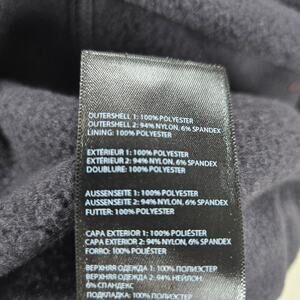 OUTERSHELL 1: 100% POLYESTER
OUTERSHELL 2: 94% NYLON, 6% SPANDEX
LINING: 100% POLYESTER
EXTÉRIEUR 1: 100% POLYESTER
EXTÉRIEUR 2: 94% NYLON, 6% SPANDEX
DOUBLURE: 100% POLYESTER
AUSSENSEITE 1: 100% POLYESTER
AUSSENSEITE 2: 94% NYLON, 6% SPANDEX
FUTTER: 100% POLYESTER
CAPA EXTERIOR 1: 100% POLYESTER
CAPA EXTERIOR 2: 94% NYLON, 6% SPANDEX
FORRO: 100% POLIÉSTER
ВЕРХНЯЯ ОДЕЖДА 1: 100% ПОЛИЭСТЕР
ВЕРХНЯЯ ОДЕЖДА 2: 94% НЕЙЛОН,
6% СПАНДЕКС
ПОДКЛАДКА: 100% ПОЛИЭСТЕР